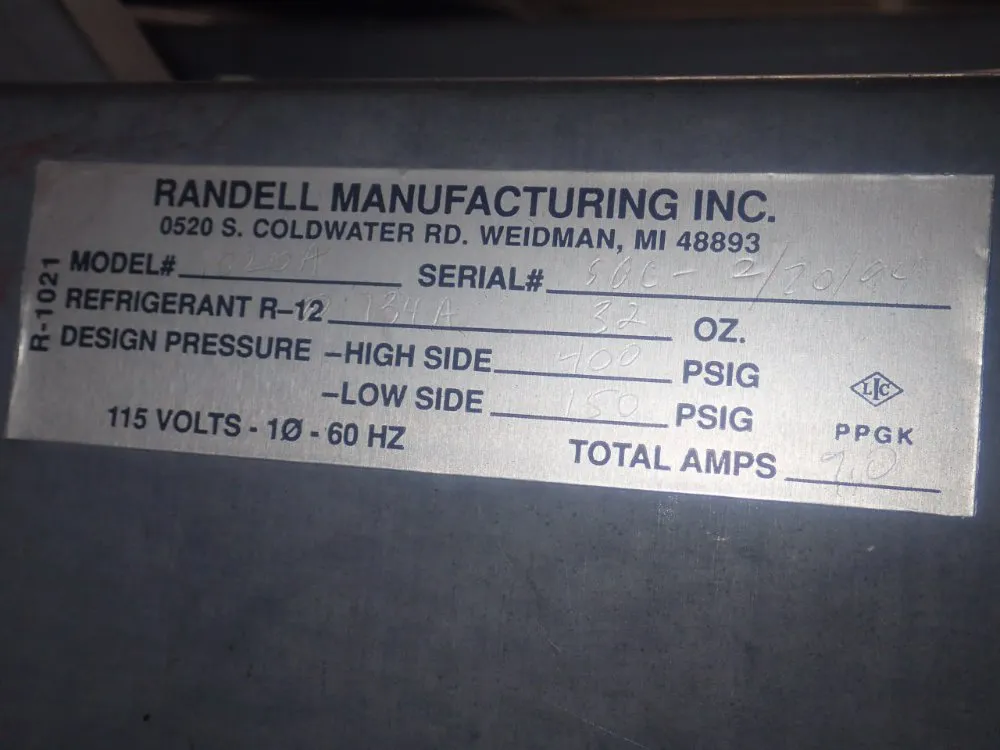 RANDELL MANUFACTURING INC.
0520 S. COLDWATER RD. WEIDMAN, MI 48893
MODEL# SERIAL#
REFRIGERANT R-12 134A 32 OZ.
DESIGN PRESSURE -HIGH SIDE 400 PSIG
-LOW SIDE 150 PSIG
115 VOLTS - 1Ø - 60 HZ TOTAL AMPS
R-1021
LIC
PPGK